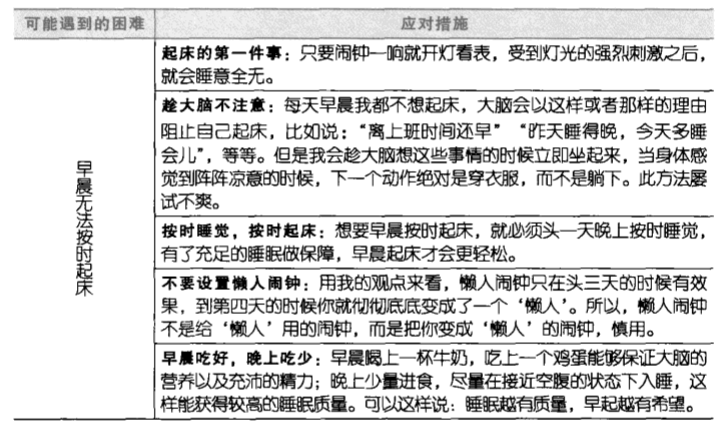 可能遇到的困难 应对措施
早晨无法按时起床
起床的第一件事：只要闹钟一响就开灯看表，受到灯光的强烈刺激之后，
就会睡意全无。
趁大脑不注意：每天早晨我都不想起床，大脑会以这样或者那样的理由
阻止自己起床，比如说：“离上班时间还早”“昨天睡得晚，今天多睡
会儿”，等等。但是我会趁大脑想这些事情的时候立即坐起来，当身体感
觉到阵阵凉意的时候，下一个动作绝对是穿衣服，而不是躺下。此方法屡
试不爽。
按时睡觉，按时起床：想要早晨按时起床，就必须头一天晚上按时睡觉，
有了充足的睡眠做保障，早晨起床才会更轻松。
不要设置懒人闹钟：用我的观点来看，懒人闹钟只在头三天的时候有效
果，到第四天的时候你就彻彻底底变成了一个‘懒人’。所以，懒人闹钟
不是给‘懒人’用的闹钟，而是把你变成‘懒人’的闹钟，慎用。
早晨吃好，晚上吃少：早晨喝上一杯牛奶，吃上一个鸡蛋能够保证大脑的
营养以及充沛的精力；晚上少量进食，尽量在接近空腹的状态下入睡，这
样能获得较高的睡眠质量。可以这样说：睡眠越有质量，早起越有希望。